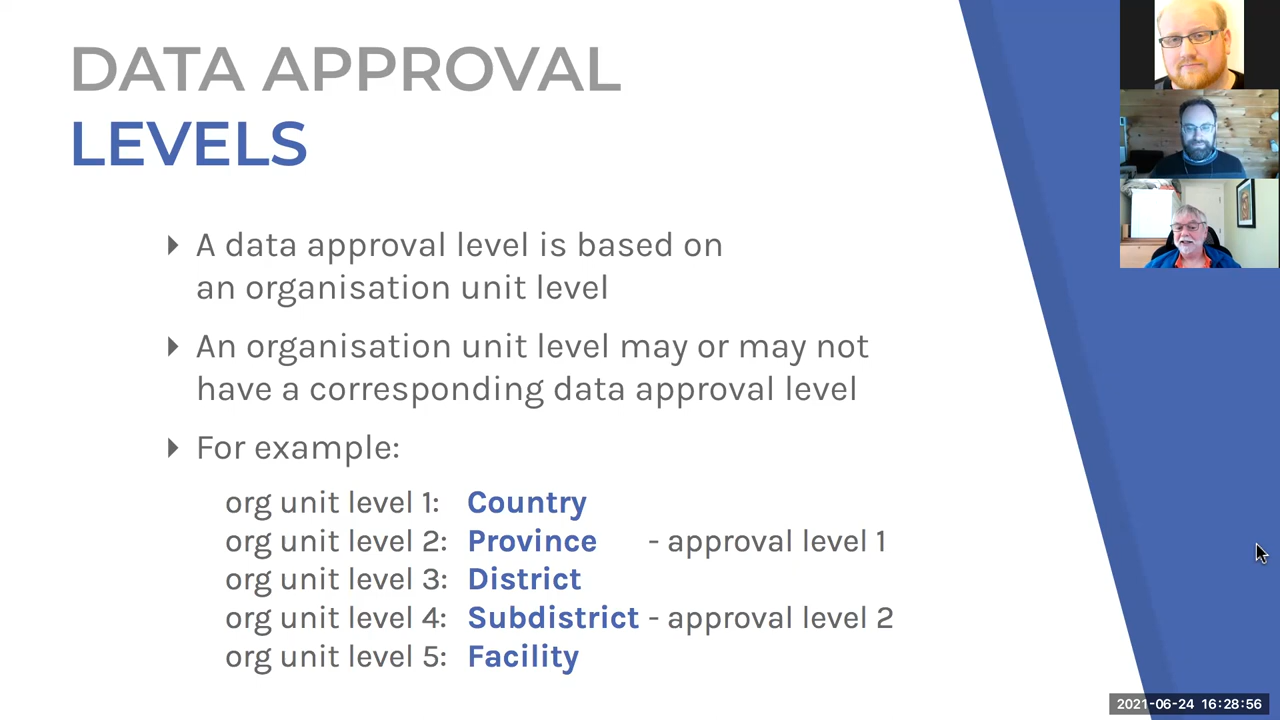 DATA APPROVAL
LEVELS
A data approval level is based on
an organisation unit level
An organisation unit level may or may not
have a corresponding data approval level
For example:
org unit level 1: Country
org unit level 2: Province - approval level 1
org unit level 3: District
org unit level 4: Subdistrict - approval level 2
org unit level 5: Facility
2021-06-24 16:28:56